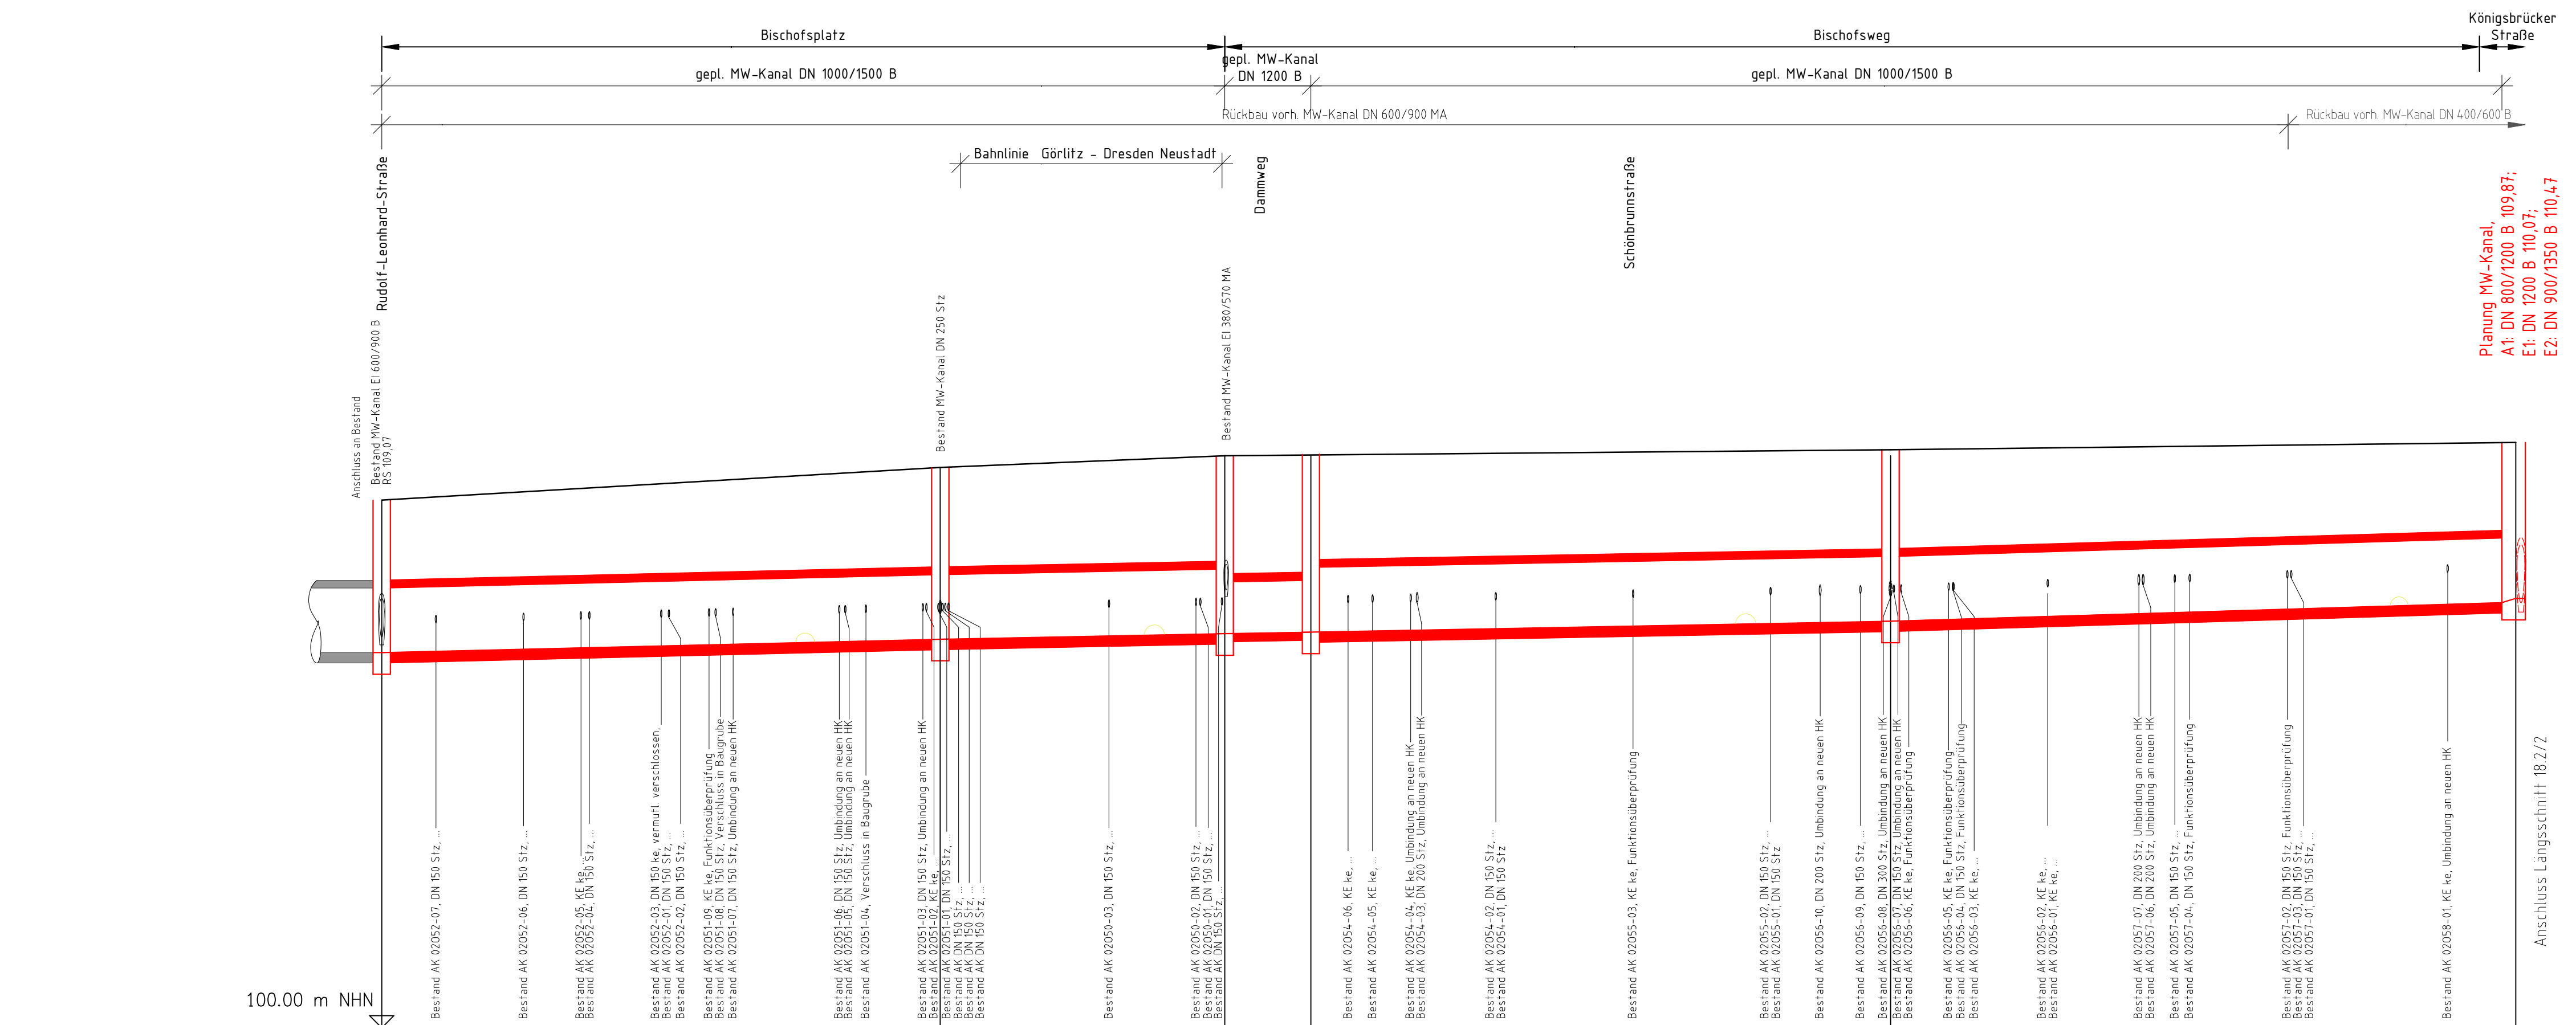 Königsbrücker
Straße
Bischofsplatz
Bischofsweg
gepl. MW-Kanal DN 1000/1500 B
gepl. MW-Kanal
DN 1200 B
gepl. MW-Kanal DN 1000/1500 B
Rückbau vorh. MW-Kanal DN 600/900 MA
Rückbau vorh. MW-Kanal DN 400/600 B
Bahnlinie Görlitz - Dresden Neustadt
Rudolf-Leonhard-Straße
Dammweg
Schönbrunnstraße
Planung MW-Kanal,
A1: DN 800/1200 B 109,87;
E1: DN 1200 B 110,07;
E2: DN 900/1350 B 110,47
Anschluss an Bestand
Bestand MW-Kanal EI 600/900 B
RS 109,07
Bestand MW-Kanal DN 250 Stz
Bestand MW-Kanal EI 380/570 MA
Bestand AK 02052-07, DN 150 Stz, ...
Bestand AK 02052-06, DN 150 Stz, ...
Bestand AK 02052-05, KE ke, ...
Bestand AK 02052-04, DN 150 Stz, ...
Bestand AK 02052-03, DN 150 ke, vermutl. verschlossen,
Bestand AK 02052-01, DN 150 Stz, ...
Bestand AK 02052-02, DN 150 Stz, ...
Bestand AK 02051-09, KE ke, Funktionsüberprüfung
Bestand AK 02051-08, DN 150 Stz, Verschluss in Baugrube
Bestand AK 02051-07, DN 150 Stz, Umbindung an neuen HK
Bestand AK 02051-06, DN 150 Stz, Umbindung an neuen HK
Bestand AK 02051-05, DN 150 Stz, Umbindung an neuen HK
Bestand AK 02051-04, Verschluss in Baugrube
Bestand AK 02051-03, DN 150 Stz, Umbindung an neuen HK
Bestand AK 02051-02, KE ke, ...
Bestand AK 02051-01, DN 150 Stz, ...
Bestand AK DN 150 Stz, ...
Bestand AK DN 150 Stz, ...
Bestand AK DN 150 Stz, ...
Bestand AK 02050-03, DN 150 Stz, ...
Bestand AK 02050-02, DN 150 Stz, ...
Bestand AK 02050-01, DN 150 Stz, ...
Bestand AK DN 150 Stz, ...
Bestand AK 02054-06, KE ke, ...
Bestand AK 02054-05, KE ke, ...
Bestand AK 02054-04, KE ke, Umbindung an neuen HK
Bestand AK 02054-03, DN 200 Stz, Umbindung an neuen HK
Bestand AK 02054-02, DN 150 Stz, ...
Bestand AK 02054-01, DN 150 Stz
Bestand AK 02055-03, KE ke, Funktionsüberprüfung
Bestand AK 02055-02, DN 150 Stz, ...
Bestand AK 02055-01, DN 150 Stz
Bestand AK 02056-10, DN 200 Stz, Umbindung an neuen HK
Bestand AK 02056-09, DN 150 Stz, ...
Bestand AK 02056-08, DN 300 Stz, Umbindung an neuen HK
Bestand AK 02056-07, DN 150 Stz, Umbindung an neuen HK
Bestand AK 02056-06, KE ke, Funktionsüberprüfung
Bestand AK 02056-05, KE ke, Funktionsüberprüfung
Bestand AK 02056-04, DN 150 Stz, Funktionsüberprüfung
Bestand AK 02056-03, KE ke, ...
Bestand AK 02056-02, KE ke, ...
Bestand AK 02056-01, KE ke, ...
Bestand AK 02057-07, DN 200 Stz, Umbindung an neuen HK
Bestand AK 02057-06, DN 200 Stz, Umbindung an neuen HK
Bestand AK 02057-05, DN 150 Stz, ...
Bestand AK 02057-04, DN 150 Stz, Funktionsüberprüfung
Bestand AK 02057-02, DN 150 Stz, Funktionsüberprüfung
Bestand AK 02057-03, DN 150 Stz, ...
Bestand AK 02057-01, DN 150 Stz, ...
Bestand AK 02058-01, KE ke, Umbindung an neuen HK
Anschluss Längsschnitt 18.2/2
100.00 m NHN